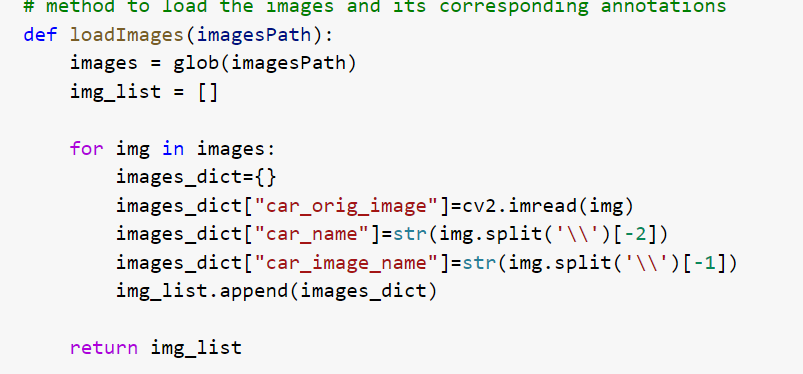 # method to load the images and its corresponding annotations
def loadImages(imagesPath):
    images = glob(imagesPath)
    img_list = []
    for img in images:
        images_dict={}
        images_dict["car_orig_image"]=cv2.imread(img)
        images_dict["car_name"]=str(img.split('\\')[-2])
        images_dict["car_image_name"]=str(img.split('\\')[-1])
        img_list.append(images_dict)
    return img_list